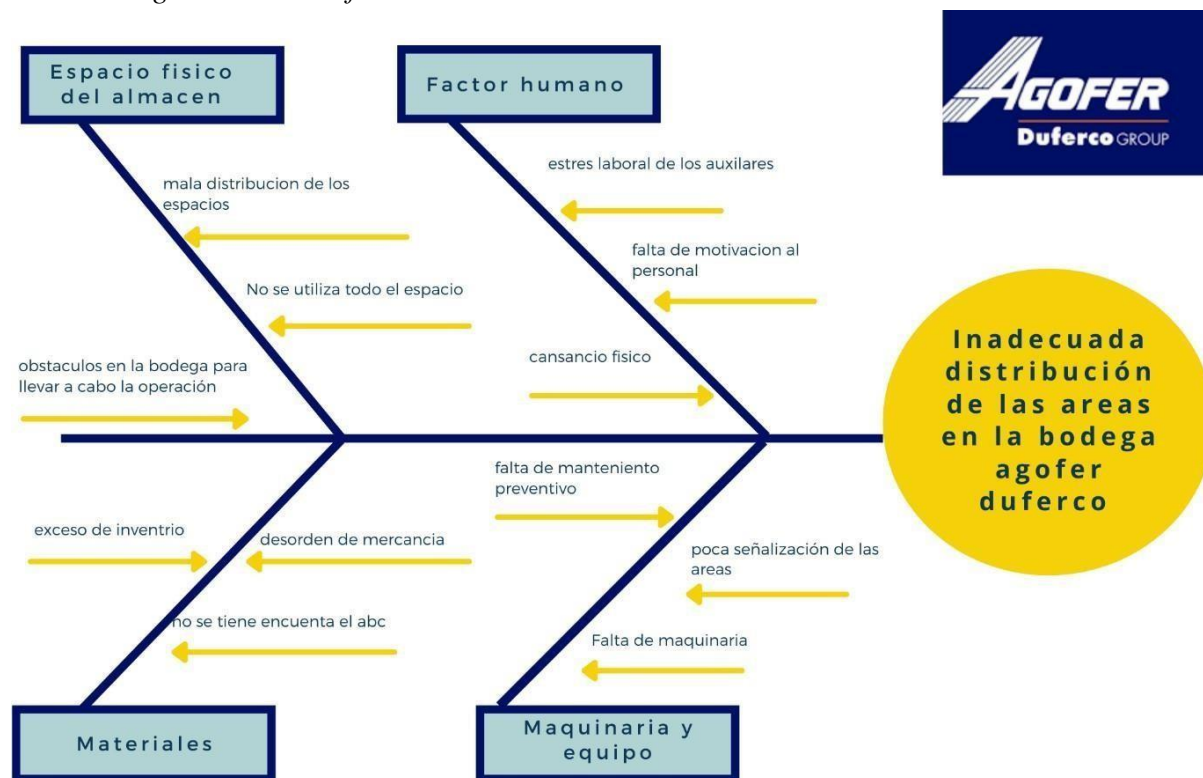 Espacio fisico
del almacen
Factor humano
AGOFER
Duferco GROUP
estres laboral de los auxilares
mala distribucion de los
espacios
falta de motivacion al
personal
No se utiliza todo el espacio
obstaculos en la bodega para
llevar a cabo la operación
cansancio fisico
Inadecuada
distribución
de las areas
en la bodega
agofer
duferco
falta de manteniento
preventivo
exceso de inventrio
desorden de mercancia
poca señalización de las
areas
no se tiene encuenta el abc
Falta de maquinaria
Materiales
Maquinaria y
equipo